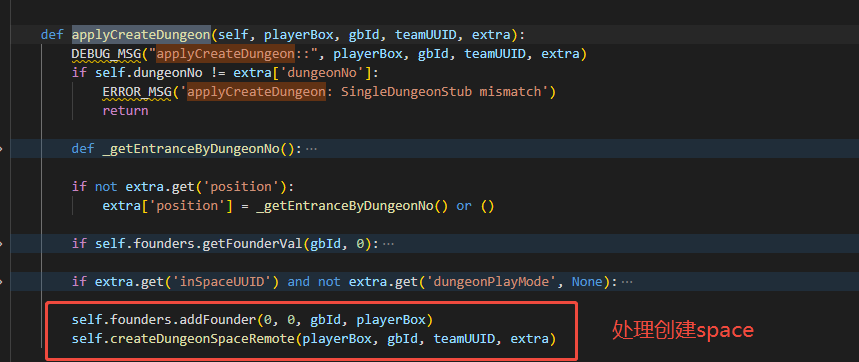 def applyCreateDungeon(self, playerBox, gbId, teamUUID, extra):
DEBUG_MSG("applyCreateDungeon::", playerBox, gbId, teamUUID, extra)
if self.dungeonNo != extra['dungeonNo']:
ERROR_MSG('applyCreateDungeon: SingleDungeonStub mismatch')
return
def _getEntranceByDungeonNo(): ⋯
if not extra.get('position'):
extra['position'] = _getEntranceByDungeonNo() or ()
if self.founders.getFounderVal(gbId, 0): ⋯
if extra.get('inSpaceUUID') and not extra.get('dungeonPlayMode', None): ⋯
self.founders.addFounder(0, 0, gbId, playerBox)
self.createDungeonSpaceRemote(playerBox, gbId, teamUUID, extra)
处理创建space